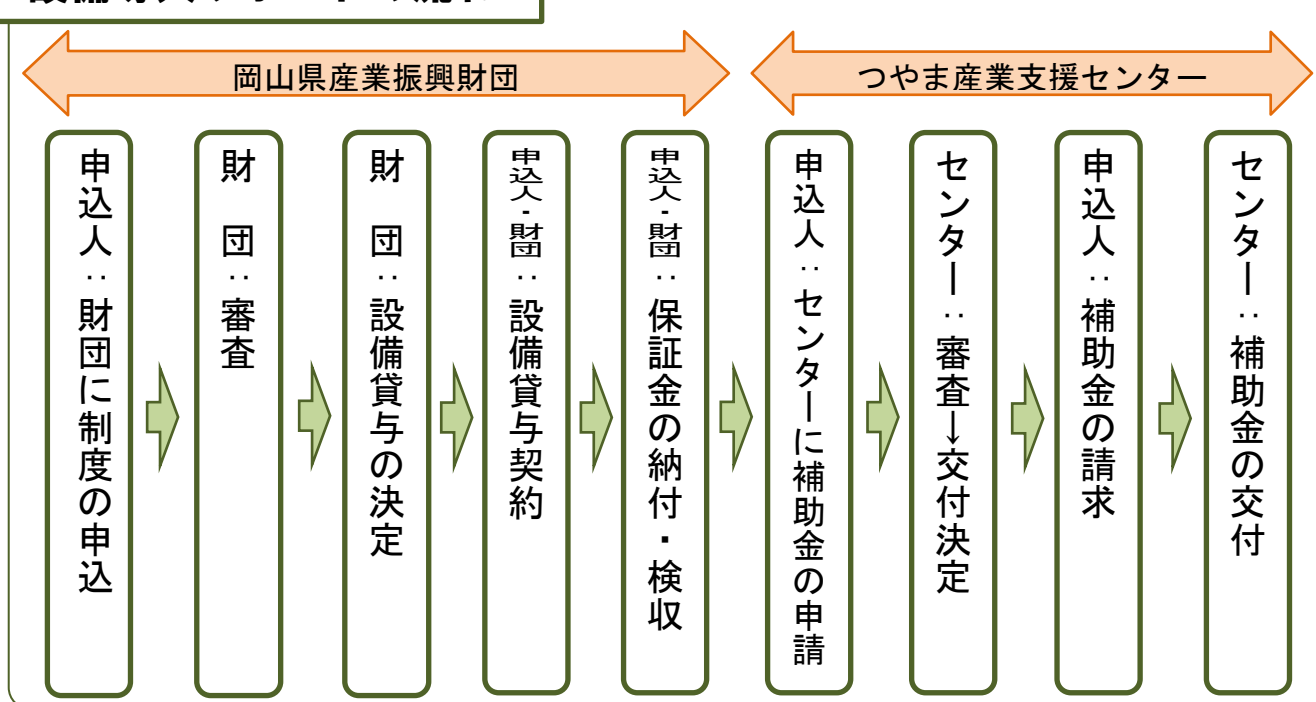 岡山県産業振興財団
つやま産業支援センター
申込人：財団に制度の申込
財団：審査
財団：設備貸与の決定
申込人・財団：設備貸与契約
申込人・財団：保証金の納付・検収
申込人：センターに補助金の申請
センター：審査→交付決定
申込人：補助金の請求
センター：補助金の交付